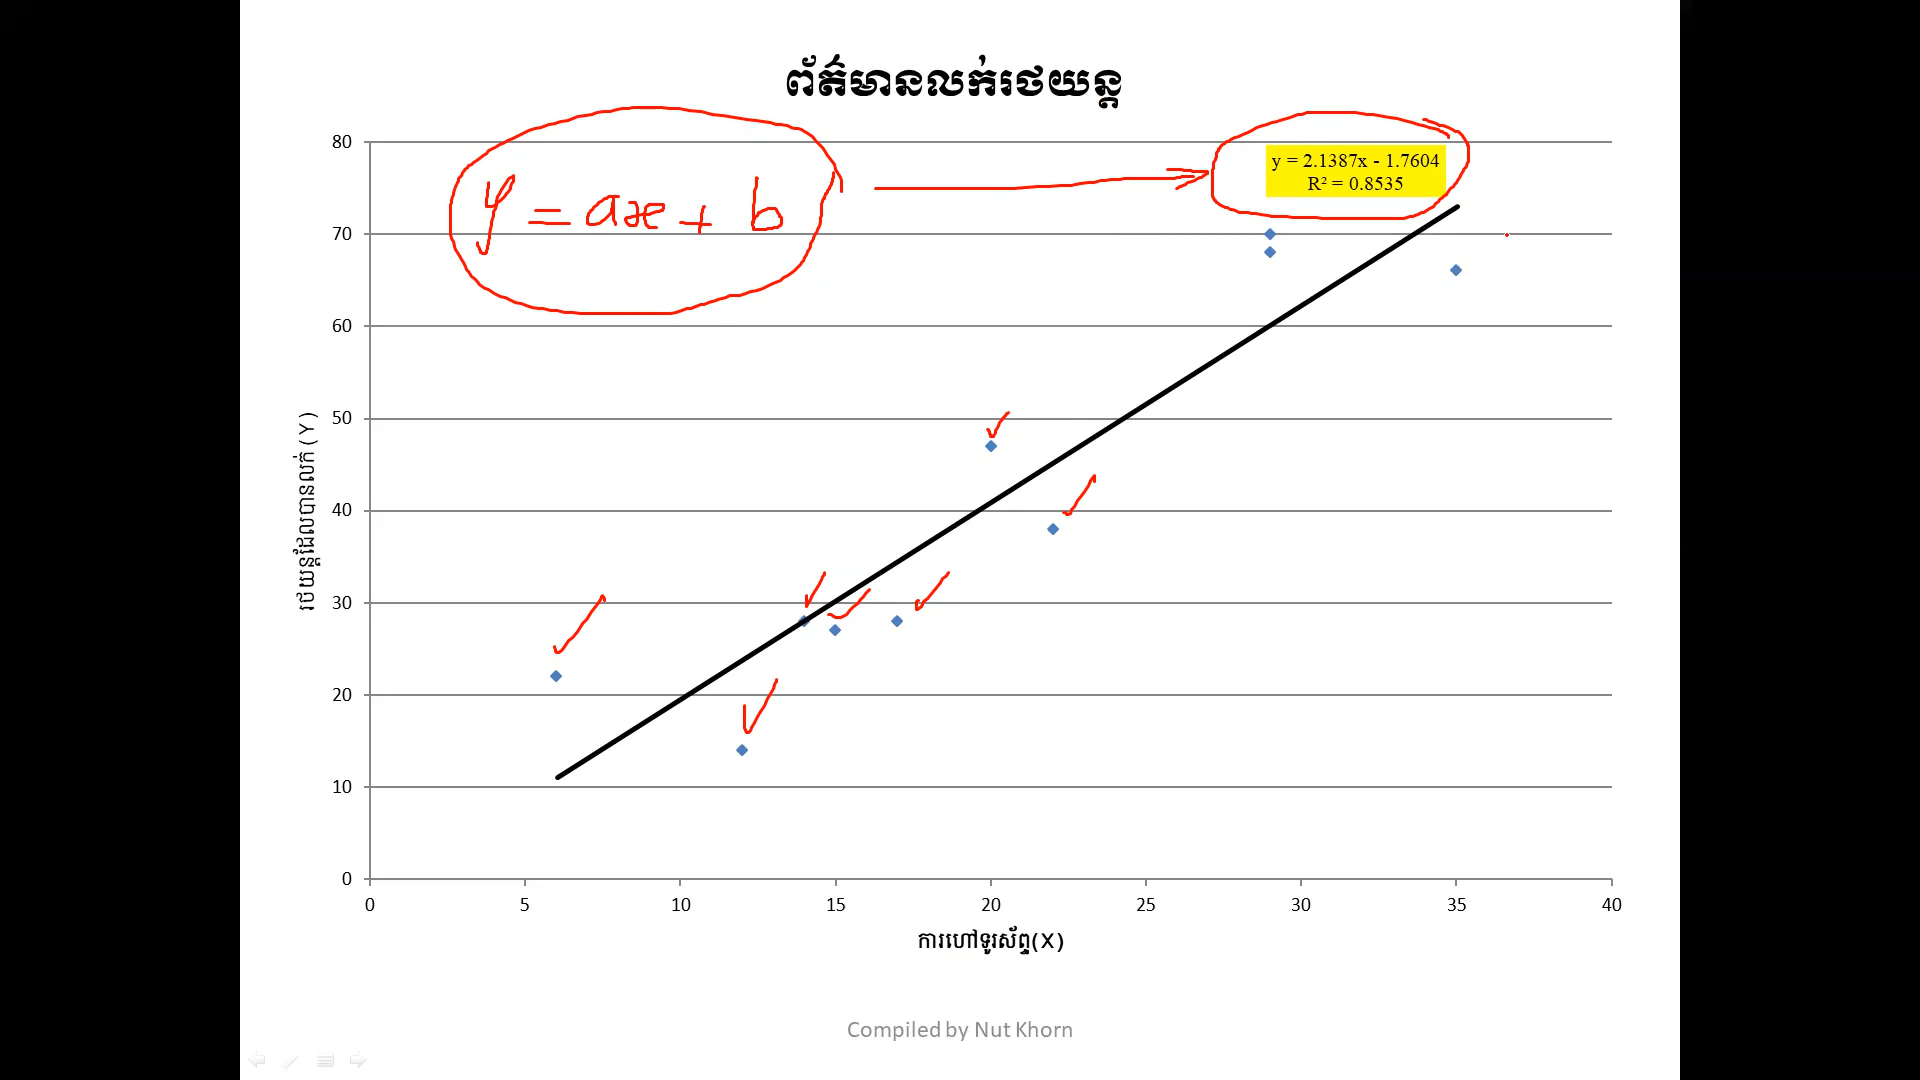 ព័ត៌មានលក់រថយន្ត
y = ax + b
y = 2.1387x - 1.7604
R² = 0.8535
80
70
60
50
40
30
20
10
0
រថយន្តដែលបានលក់ (Y)
0 5 10 15 20 25 30 35 40
ការហៅទូរស័ព្ទ(X)
Compiled by Nut Khorn